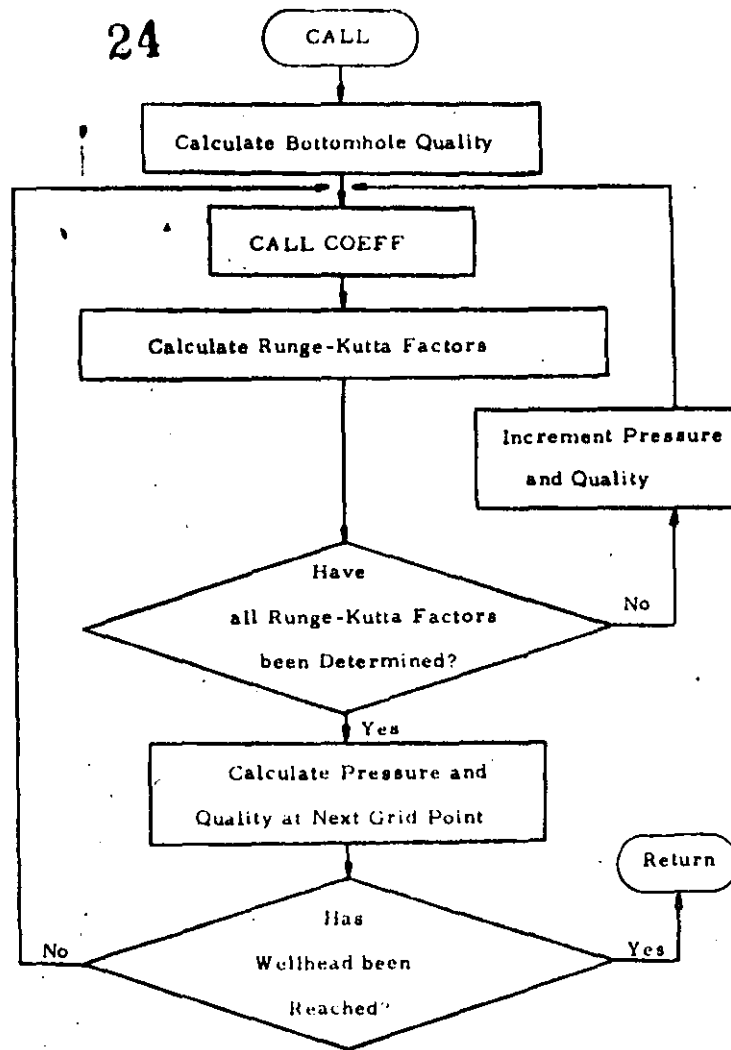 24
CALL
Calculate Bottomhole Quality
CALL COEFF
Calculate Runge-Kutta Factors
Increment Pressure
and Quality
Have
all Runge-Kutta Factors
been Determined?
No
Yes
Calculate Pressure and
Quality at Next Grid Point
Return
Has
Wellhead been
Reached?
No
Yes